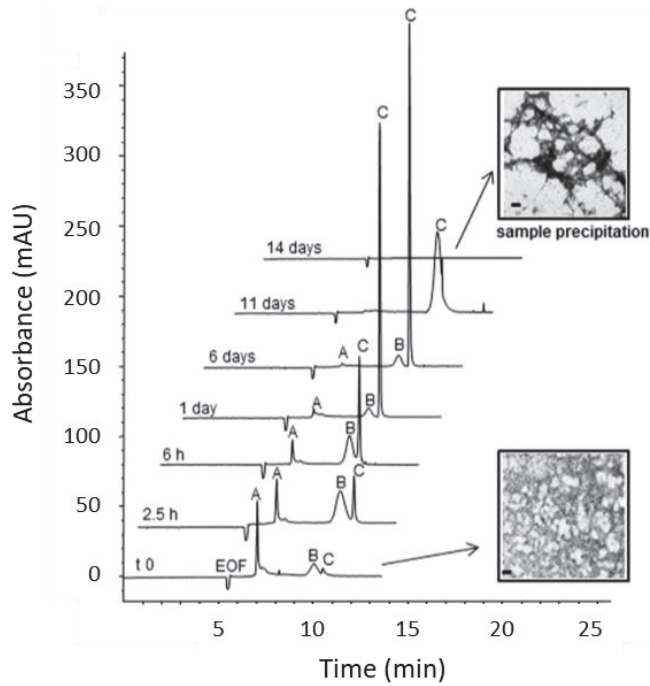 C
350
C
300
250
C
sample precipitation
14 days
200
11 days
A
C
B
6 days
150
A
B
1 day
100
A
B
6 h
C
A
50
B
2.5 h
A
EOF
B
C
t 0
0
5
10
15
20
25
Absorbance (mAU)
Time (min)